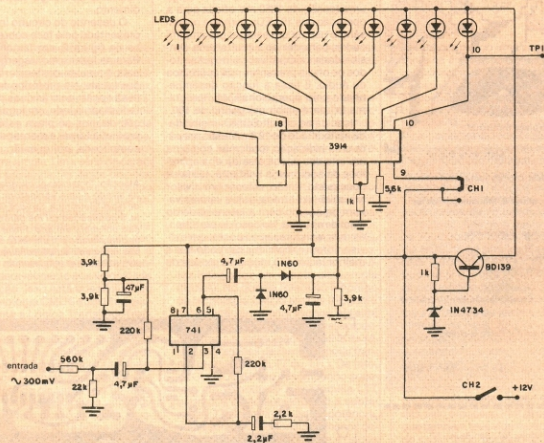 LEDS
1
10
TP1
18
10
3914
1
9
5,6k
1k
CH1
3,9k
4,7µF
1N60
1k
BD139
47µF
3,9k
8 7 6 5
1N60
4,7µF
3,9k
741
1N4734
220k
1 2 3 4
220k
entrada
560k
∿ 300mV
22k
4,7µF
CH2
+12V
2,2k
2,2µF